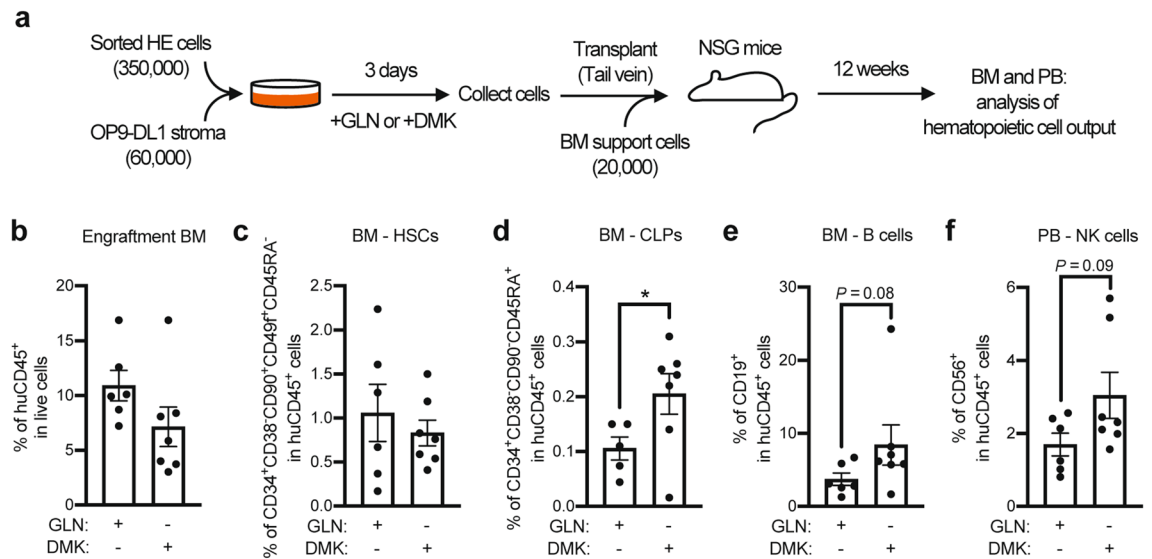 a
Sorted HE cells
(350,000)
OP9-DL1 stroma
(60,000)
3 days
+GLN or +DMK
Collect cells
Transplant
(Tail vein)
BM support cells
(20,000)
NSG mice
12 weeks
BM and PB:
analysis of
hematopoietic cell output
b
Engraftment BM
% of huCD45⁺
in live cells
20
15
10
5
0
GLN: + -
DMK: - +
c
BM - HSCs
% of CD34⁺CD38⁻CD90⁺CD49f⁺CD45RA⁻
in huCD45⁺ cells
2.5
2.0
1.5
1.0
0.5
0.0
+ -
- +
d
BM - CLPs
% of CD34⁺CD38⁻CD90⁻CD45RA⁺
in huCD45⁺ cells
0.4
0.3
0.2
0.1
0.0
*
+ -
- +
e
BM - B cells
% of CD19⁺
in huCD45⁺ cells
30
20
10
0
P = 0.08
+ -
- +
f
PB - NK cells
% of CD56⁺
in huCD45⁺ cells
6
4
2
0
P = 0.09
GLN: + -
DMK: - +